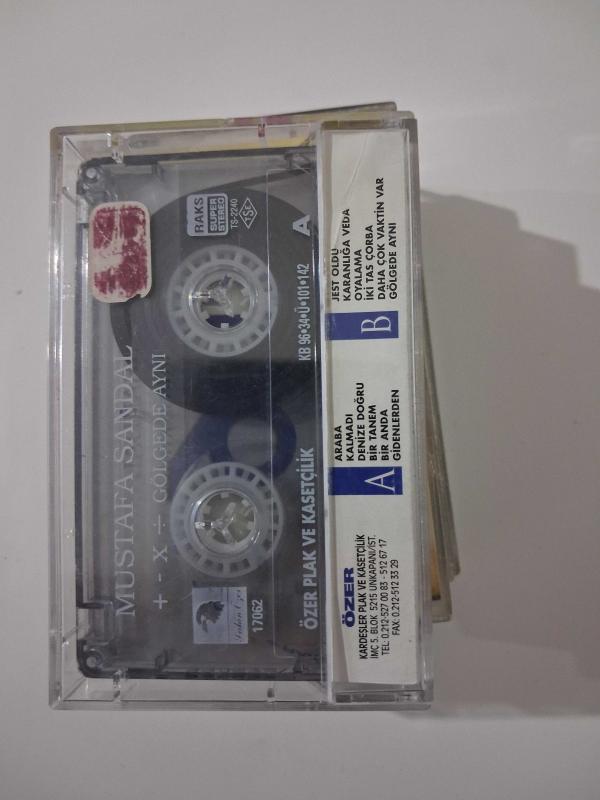 MUSTAFA SANDAL
+ - X ÷ GÖLGEDE AYNI
RAKS
SUPER
STEREO
TS-2240
TSE
A
KB 96•34•Ü•101•142
17062
ÖZER PLAK VE KASETÇİLİK
A
ARABA
KALMADI
DENİZE DOĞRU
BİR TANEM
BİR ANDA
GİDENLERDEN
B
JEST OLDU
KARANLIĞA VEDA
OYALAMA
İKİ TAS ÇORBA
DAHA ÇOK VAKTİN VAR
GÖLGEDE AYNI
ÖZER
KARDEŞLER PLAK VE KASETÇİLİK
İMÇ 5. BLOK 5215 UNKAPANI/İST.
TEL: 0.212-527 00 83 - 512 67 17
FAX: 0.212-512 33 29